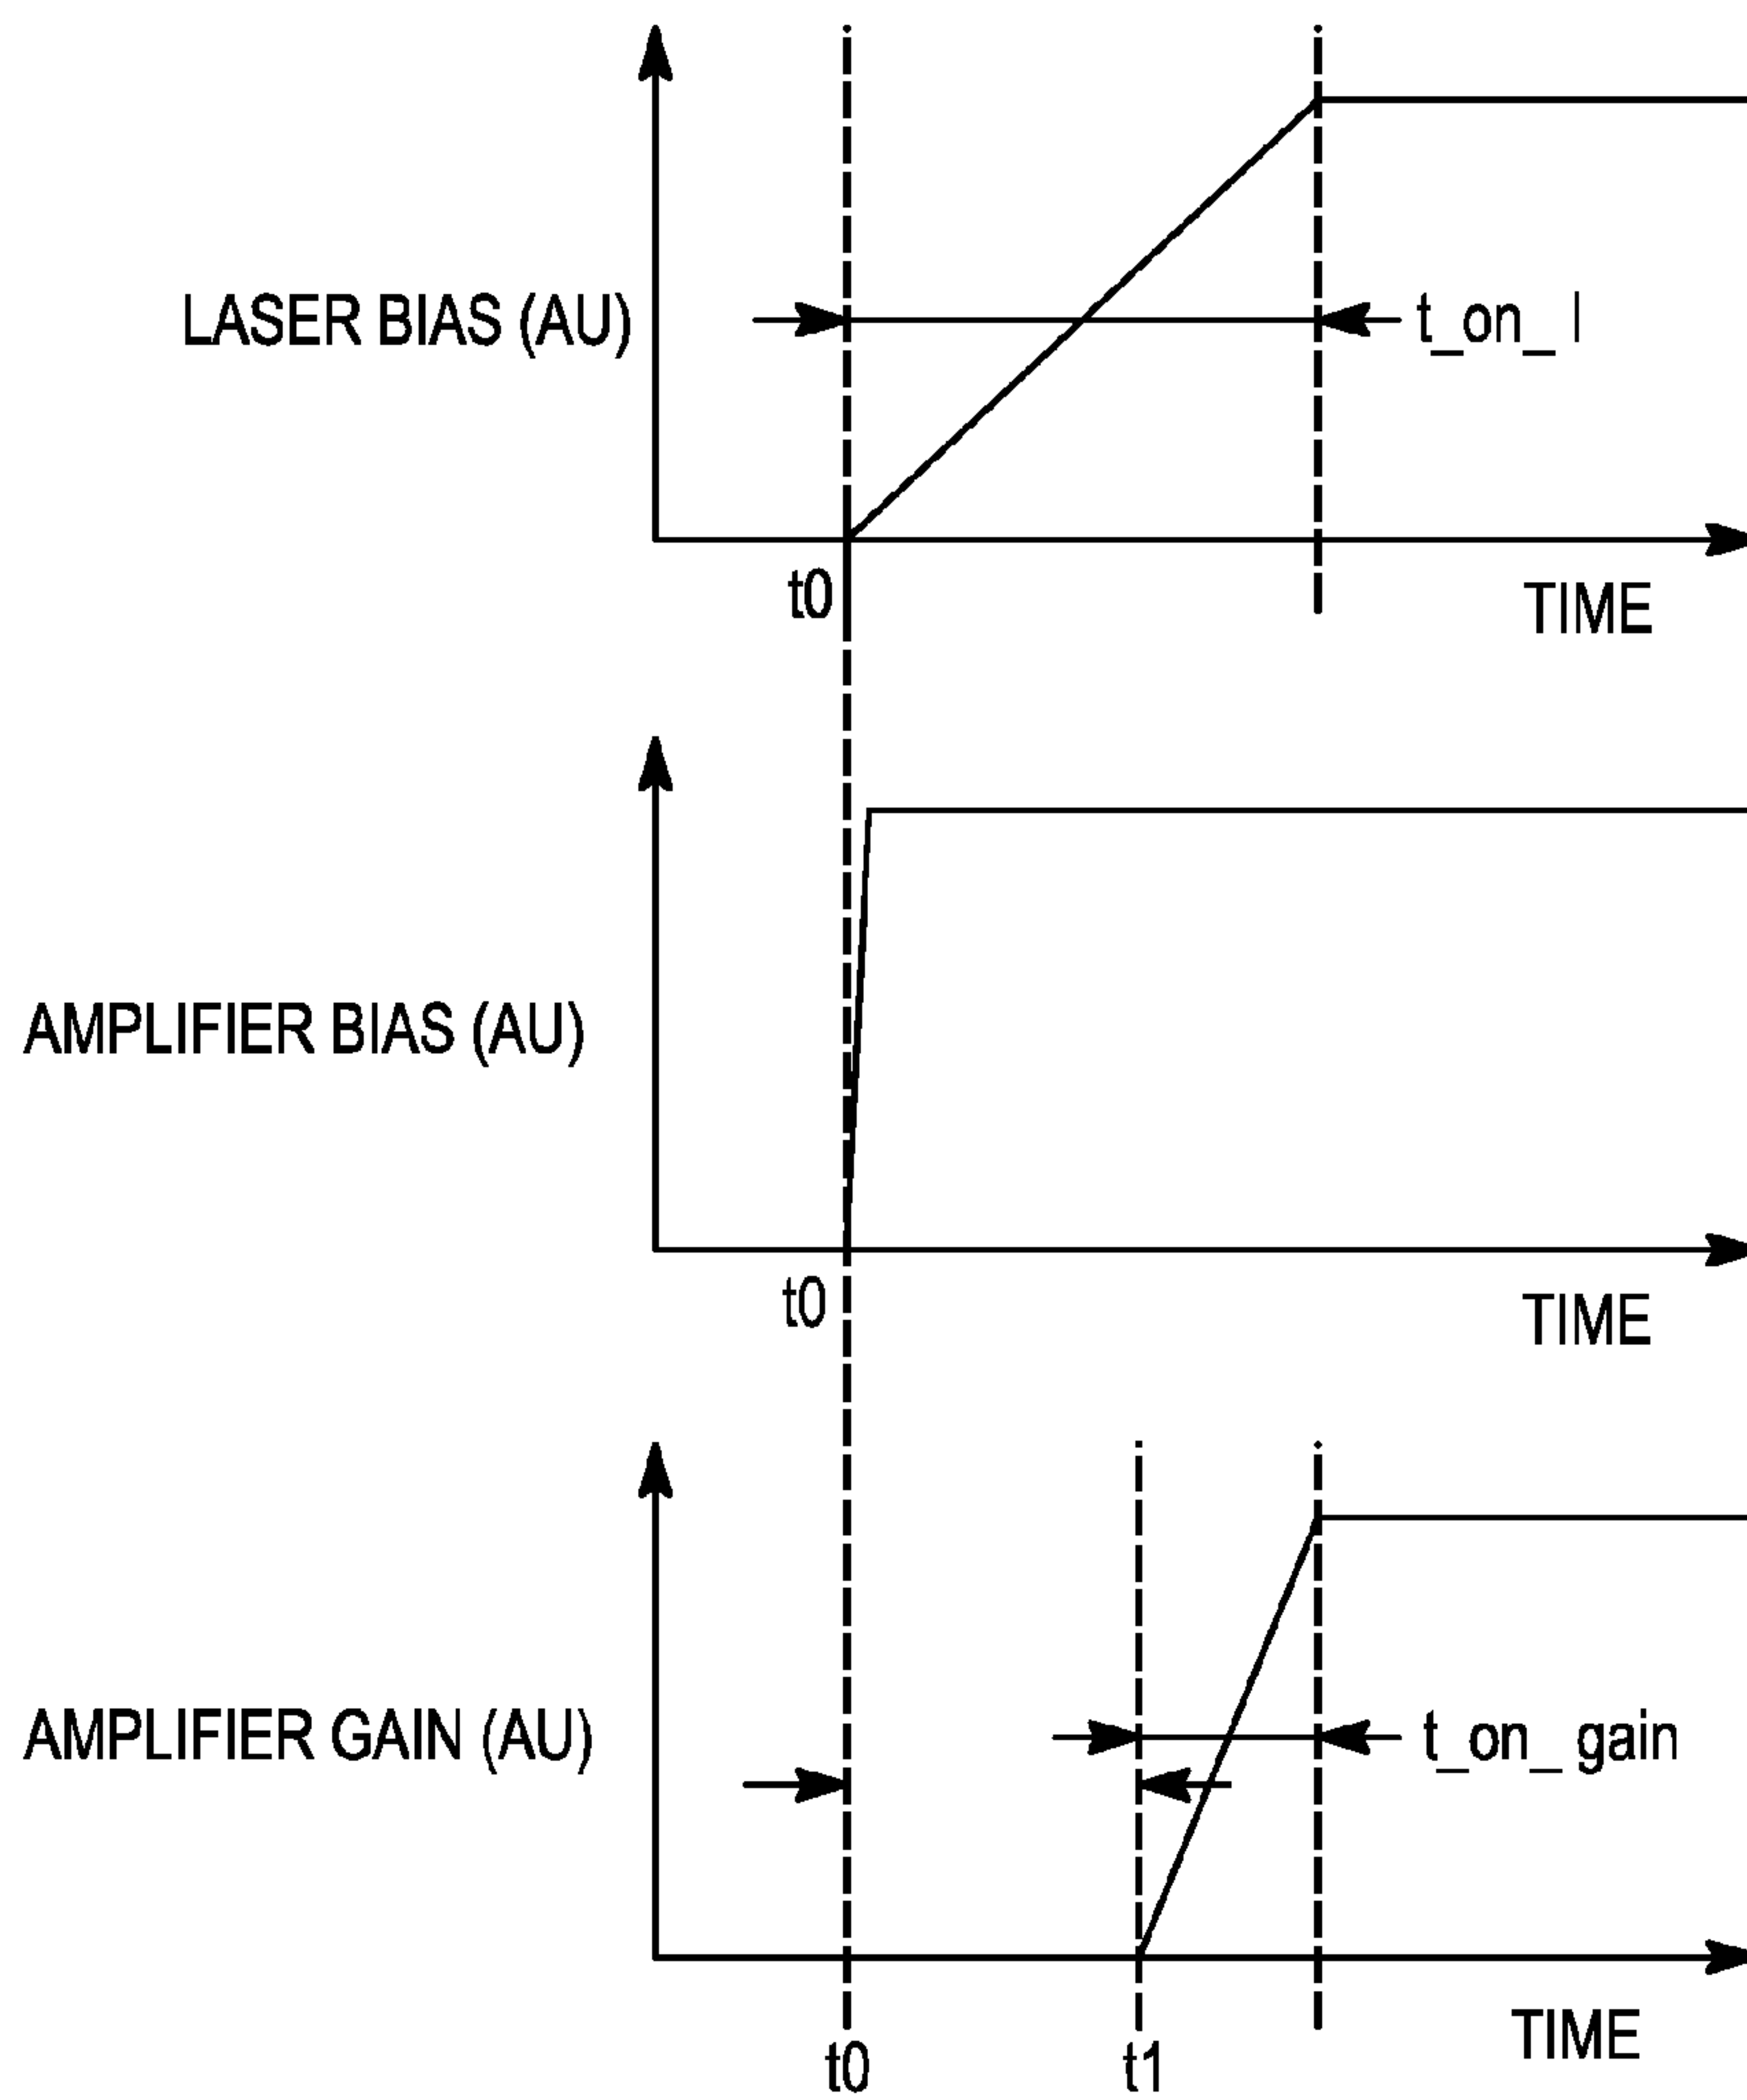 LASER BIAS (AU)
t_on_ l
t0
TIME
AMPLIFIER BIAS (AU)
t0
TIME
AMPLIFIER GAIN (AU)
t_on_ gain
TIME
t0
t1